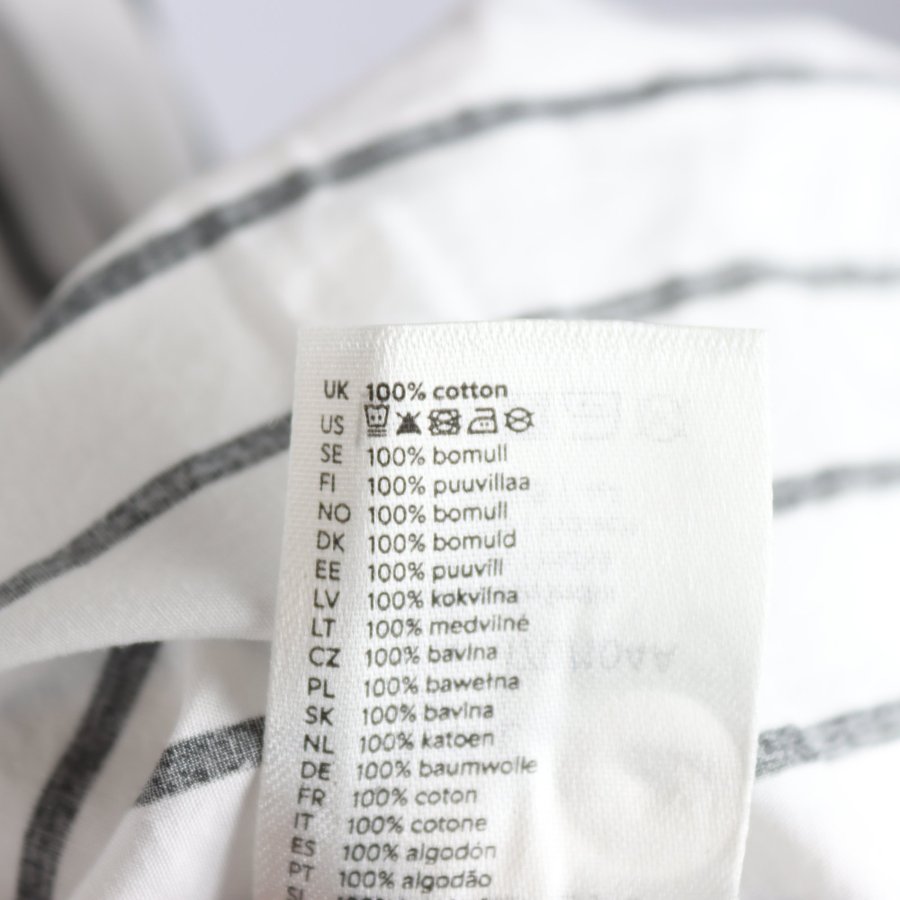 UK 100% cotton
US
SE 100% bomull
FI 100% puuvillaa
NO 100% bomull
DK 100% bomuld
EE 100% puuvill
LV 100% kokvilna
LT 100% medvilnė
CZ 100% bavlna
PL 100% bawełna
SK 100% bavlna
NL 100% katoen
DE 100% baumwolle
FR 100% coton
IT 100% cotone
ES 100% algodón
PT 100% algodão